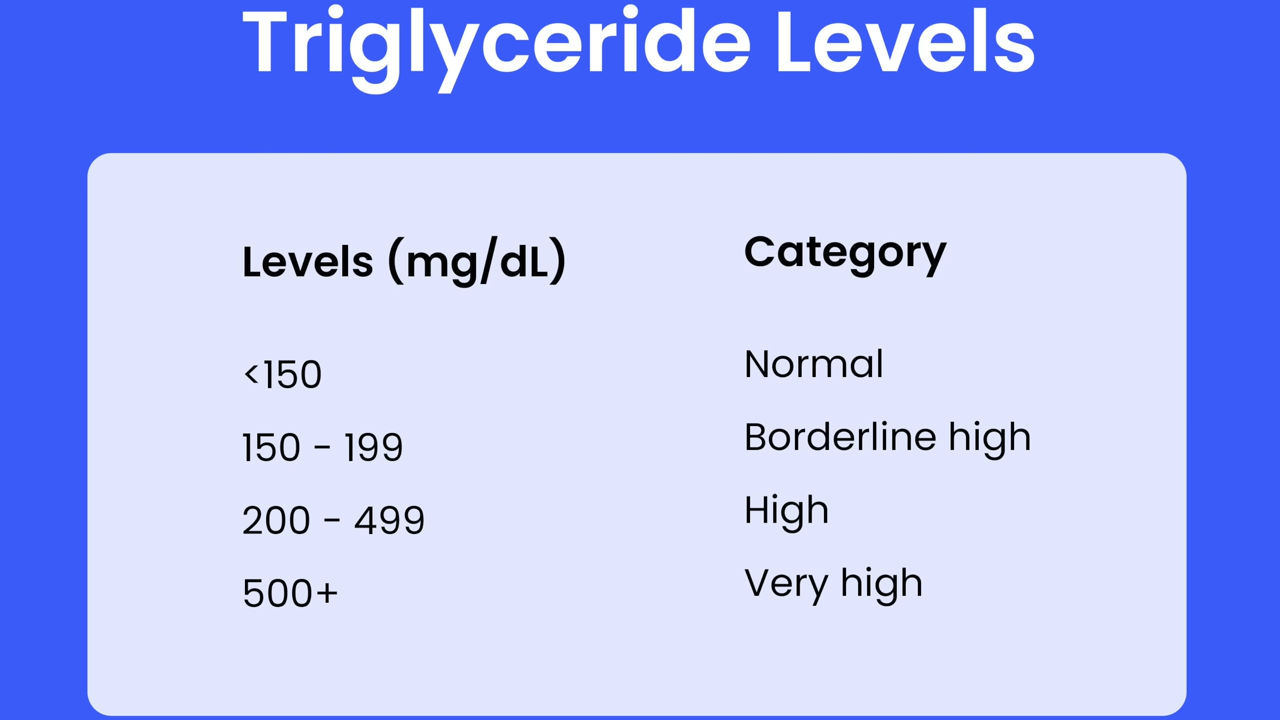 Triglyceride Levels
Levels (mg/dL) Category
<150 Normal
150 - 199 Borderline high
200 - 499 High
500+ Very high